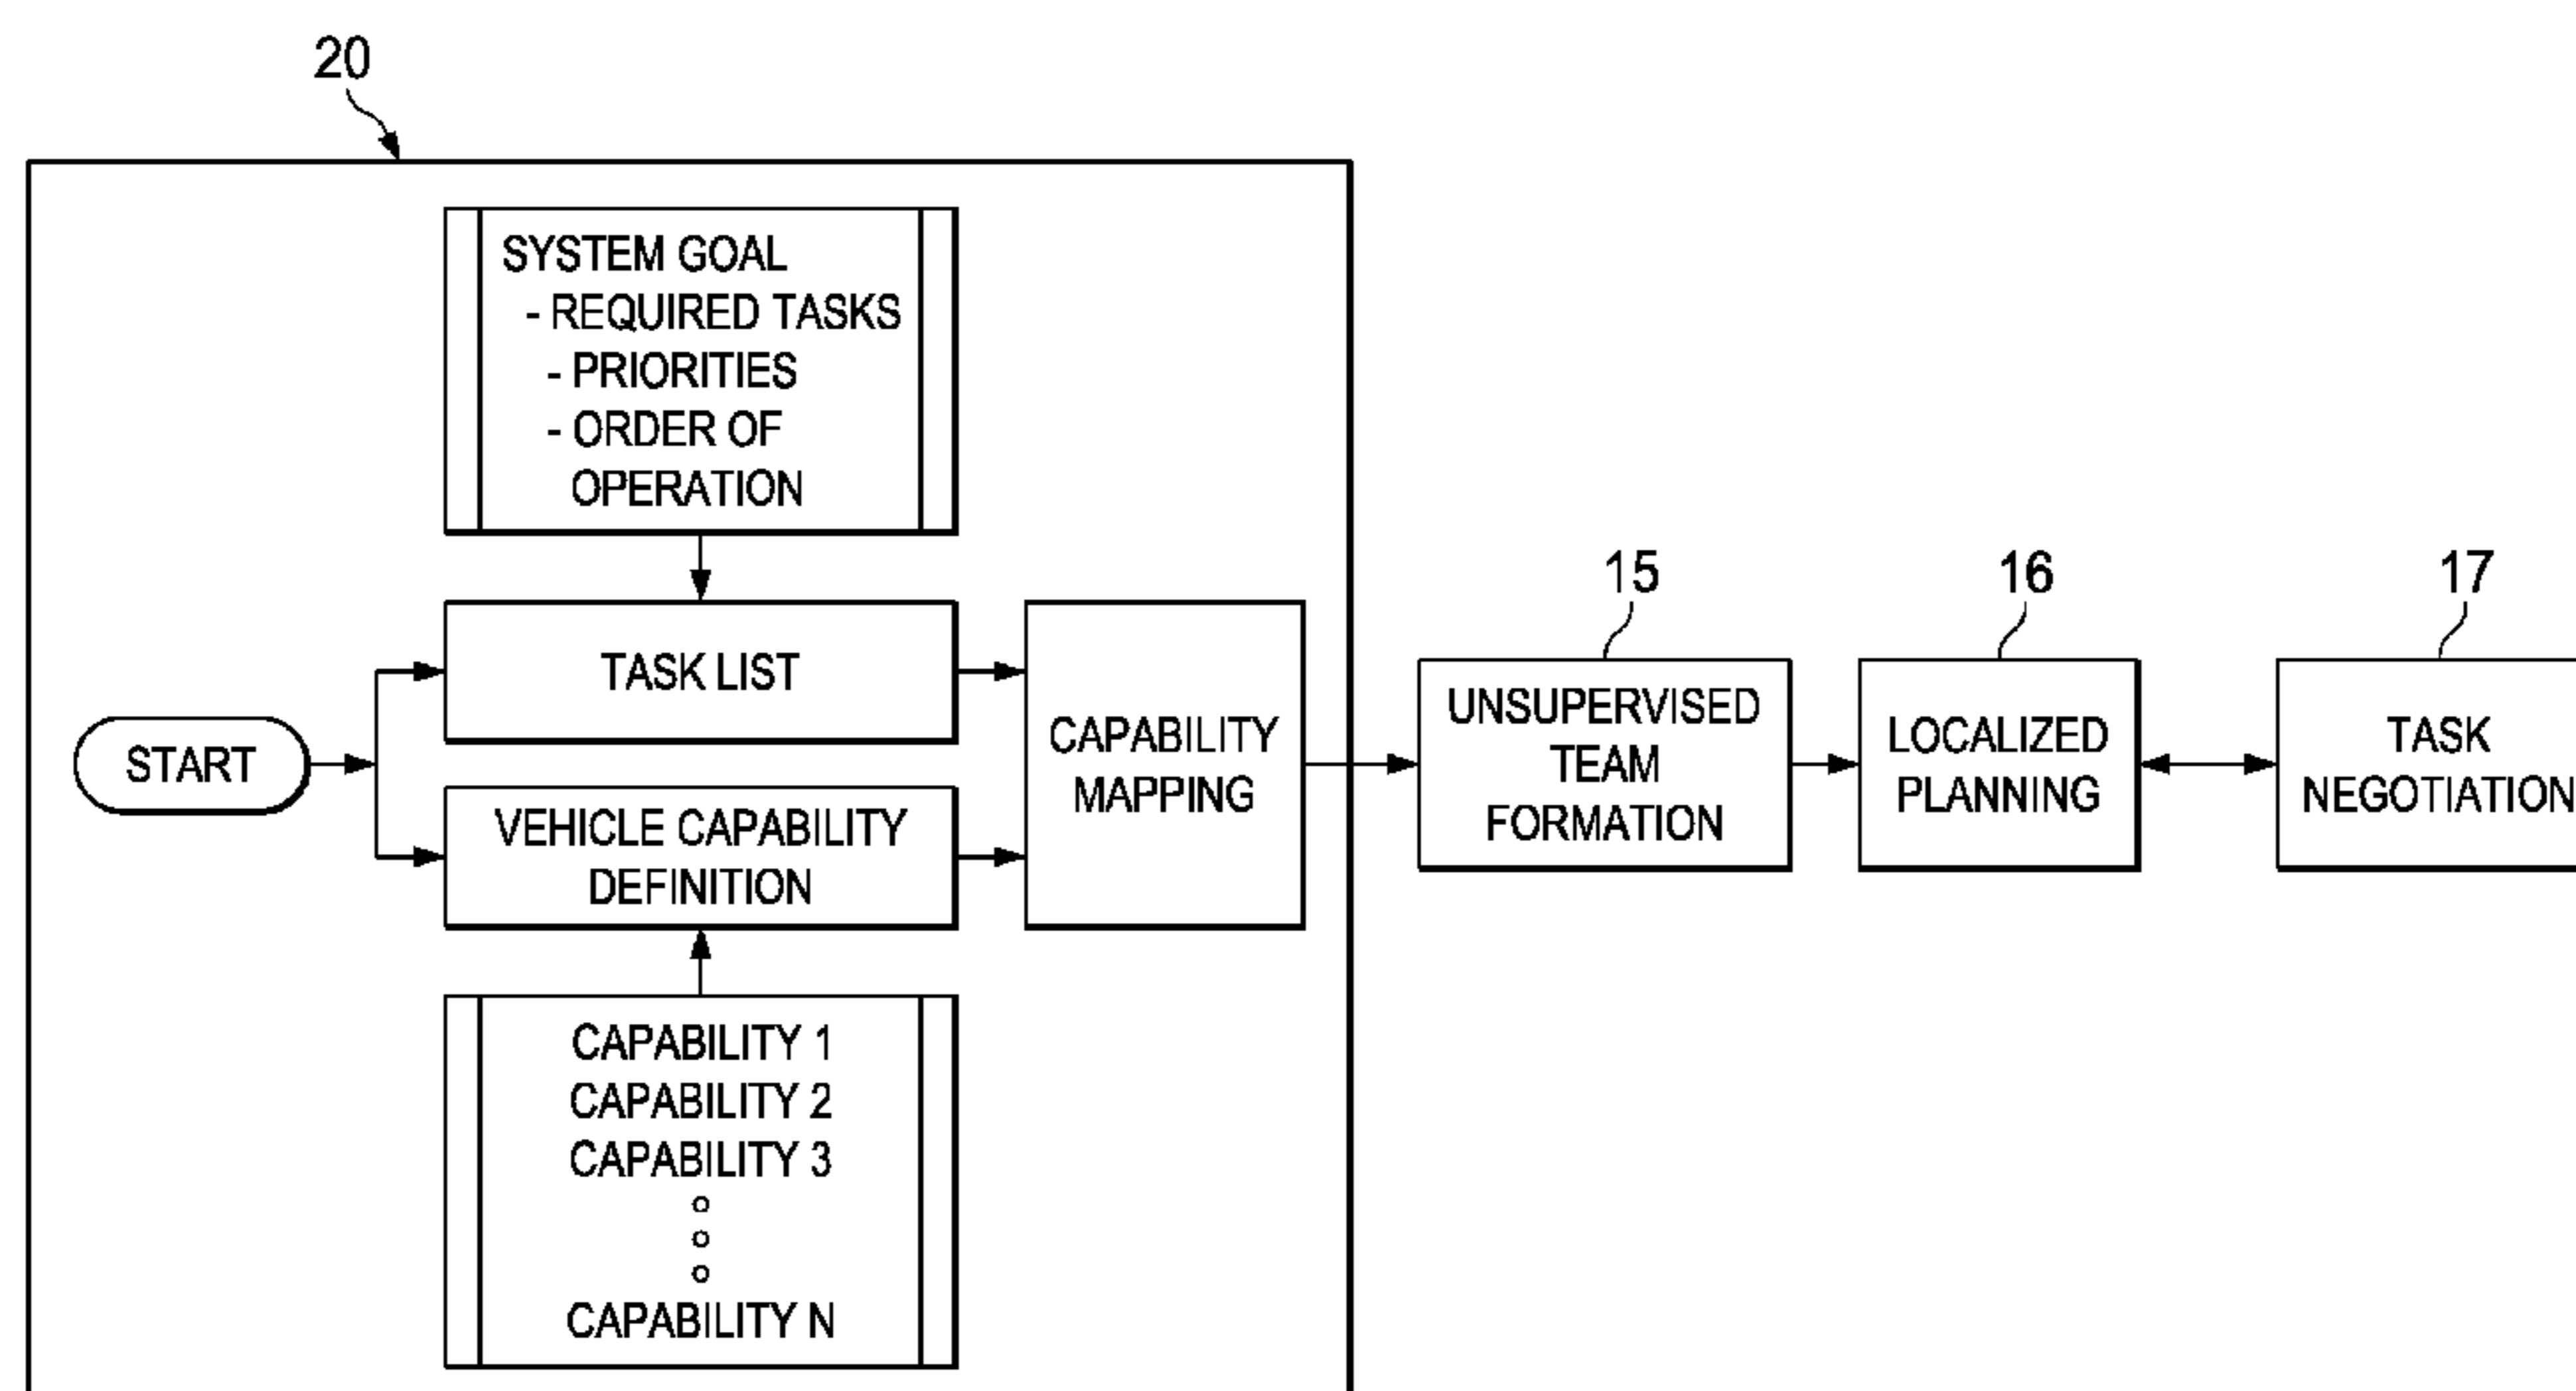 20
SYSTEM GOAL
- REQUIRED TASKS
- PRIORITIES
- ORDER OF
OPERATION
START
TASK LIST
VEHICLE CAPABILITY
DEFINITION
CAPABILITY
MAPPING
CAPABILITY 1
CAPABILITY 2
CAPABILITY 3
CAPABILITY N
15
UNSUPERVISED
TEAM
FORMATION
16
LOCALIZED
PLANNING
17
TASK
NEGOTIATION